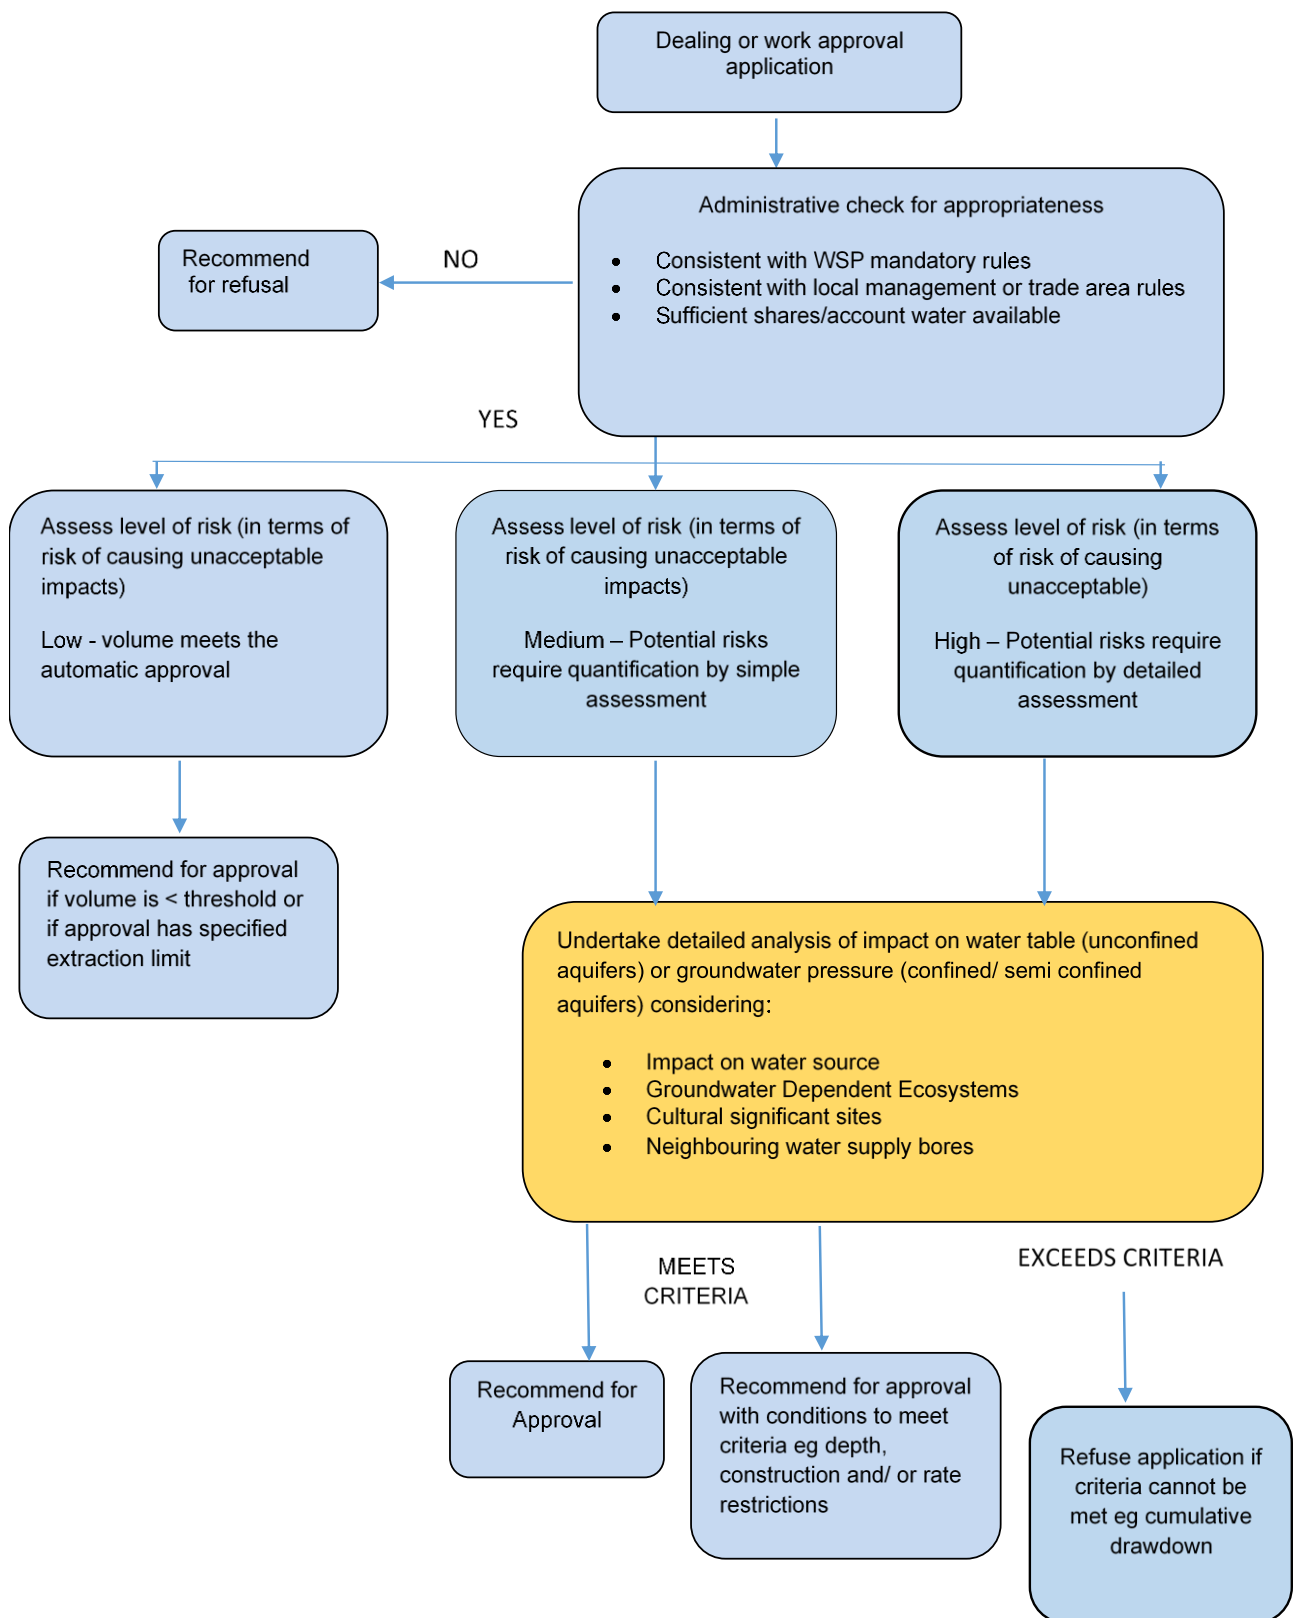 Dealing or work approval
application
Administrative check for appropriateness
• Consistent with WSP mandatory rules
• Consistent with local management or trade area rules
• Sufficient shares/account water available
NO
Recommend
for refusal
YES
Assess level of risk (in terms of
risk of causing unacceptable
impacts)
Low - volume meets the
automatic approval
Assess level of risk (in terms of
risk of causing unacceptable
impacts)
Medium – Potential risks
require quantification by simple
assessment
Assess level of risk (in terms
of risk of causing
unacceptable)
High – Potential risks require
quantification by detailed
assessment
Recommend for approval
if volume is < threshold or
if approval has specified
extraction limit
Undertake detailed analysis of impact on water table (unconfined
aquifers) or groundwater pressure (confined/ semi confined
aquifers) considering:
• Impact on water source
• Groundwater Dependent Ecosystems
• Cultural significant sites
• Neighbouring water supply bores
MEETS
CRITERIA
EXCEEDS CRITERIA
Recommend for
Approval
Recommend for approval
with conditions to meet
criteria eg depth,
construction and/ or rate
restrictions
Refuse application if
criteria cannot be
met eg cumulative
drawdown